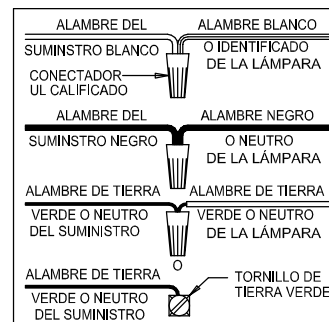 ALAMBRE DEL
SUMINSTRO BLANCO
ALAMBRE BLANCO
O IDENTIFICADO
DE LA LÁMPARA
CONECTADOR
UL CALIFICADO
ALAMBRE DEL
SUMINSTRO NEGRO
ALAMBRE NEGRO
O NEUTRO
DE LA LÁMPARA
ALAMBRE DE TIERRA
VERDE O NEUTRO
DEL SUMINISTRO
ALAMBRE DE TIERRA
VERDE O NEUTRO
DE LA LÁMPARA
O
ALAMBRE DE TIERRA
VERDE O NEUTRO
DEL SUMINISTRO
TORNILLO DE
TIERRA VERDE